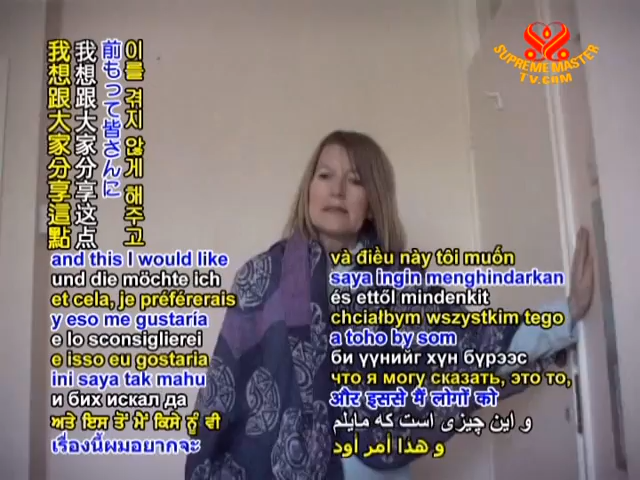 SUPREME MASTER
TV.COM
我想跟大家分享這點
我想跟大家分享这点
前もって皆さんに
이를 겪지 않게 해주고
and this I would like
und die möchte ich
et cela, je préférerais
y eso me gustaría
e lo sconsiglierei
e isso eu gostaria
ini saya tak mahu
и бих искал да
ਅਤੇ ਇਸ ਤੋਂ ਮੈਂ ਕਿਸੇ ਨੂੰ ਵੀ
เรื่องนี้ผมอยากจะ
và điều này tôi muốn
saya ingin menghindarkan
és ettől mindenkit
chciałbym wszystkim tego
a toho by som
би үүнийг хүн бүрээс
что я могу сказать, это то,
और इससे मैं लोगों को
و این چیزی است که مایلم
و هذا أمر أود